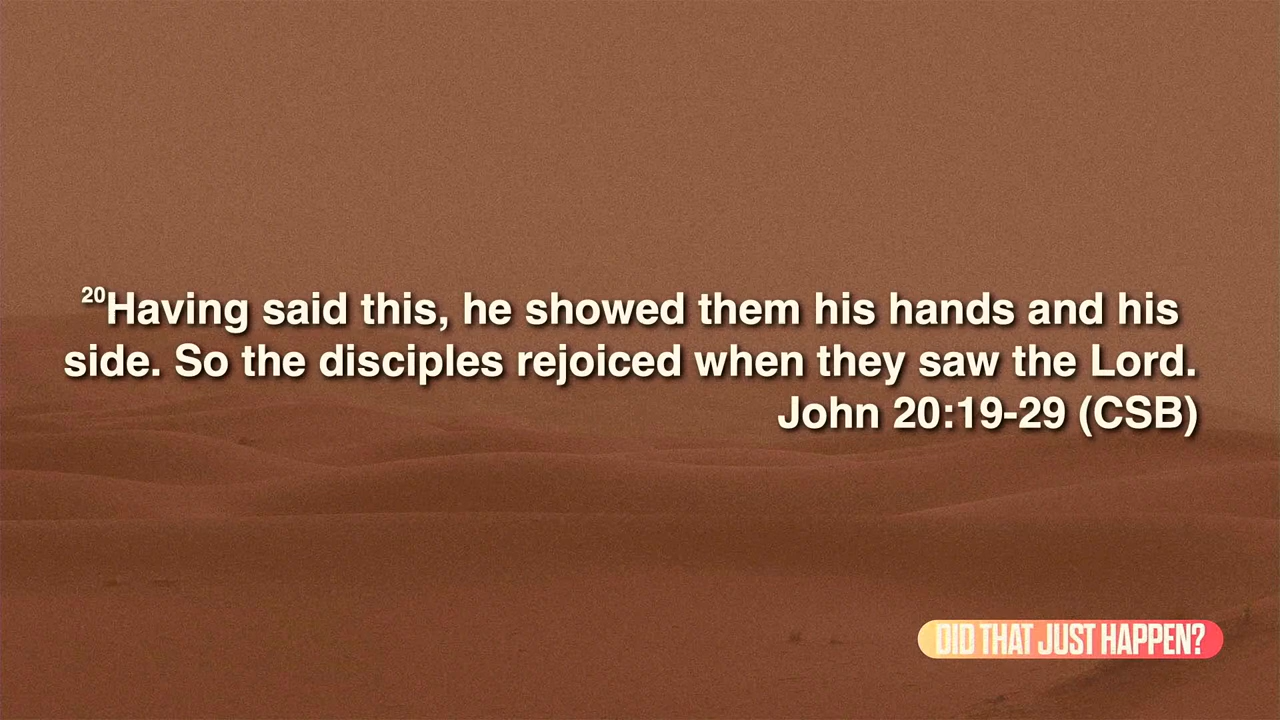 20Having said this, he showed them his hands and his
side. So the disciples rejoiced when they saw the Lord.
John 20:19-29 (CSB)
DID THAT JUST HAPPEN?